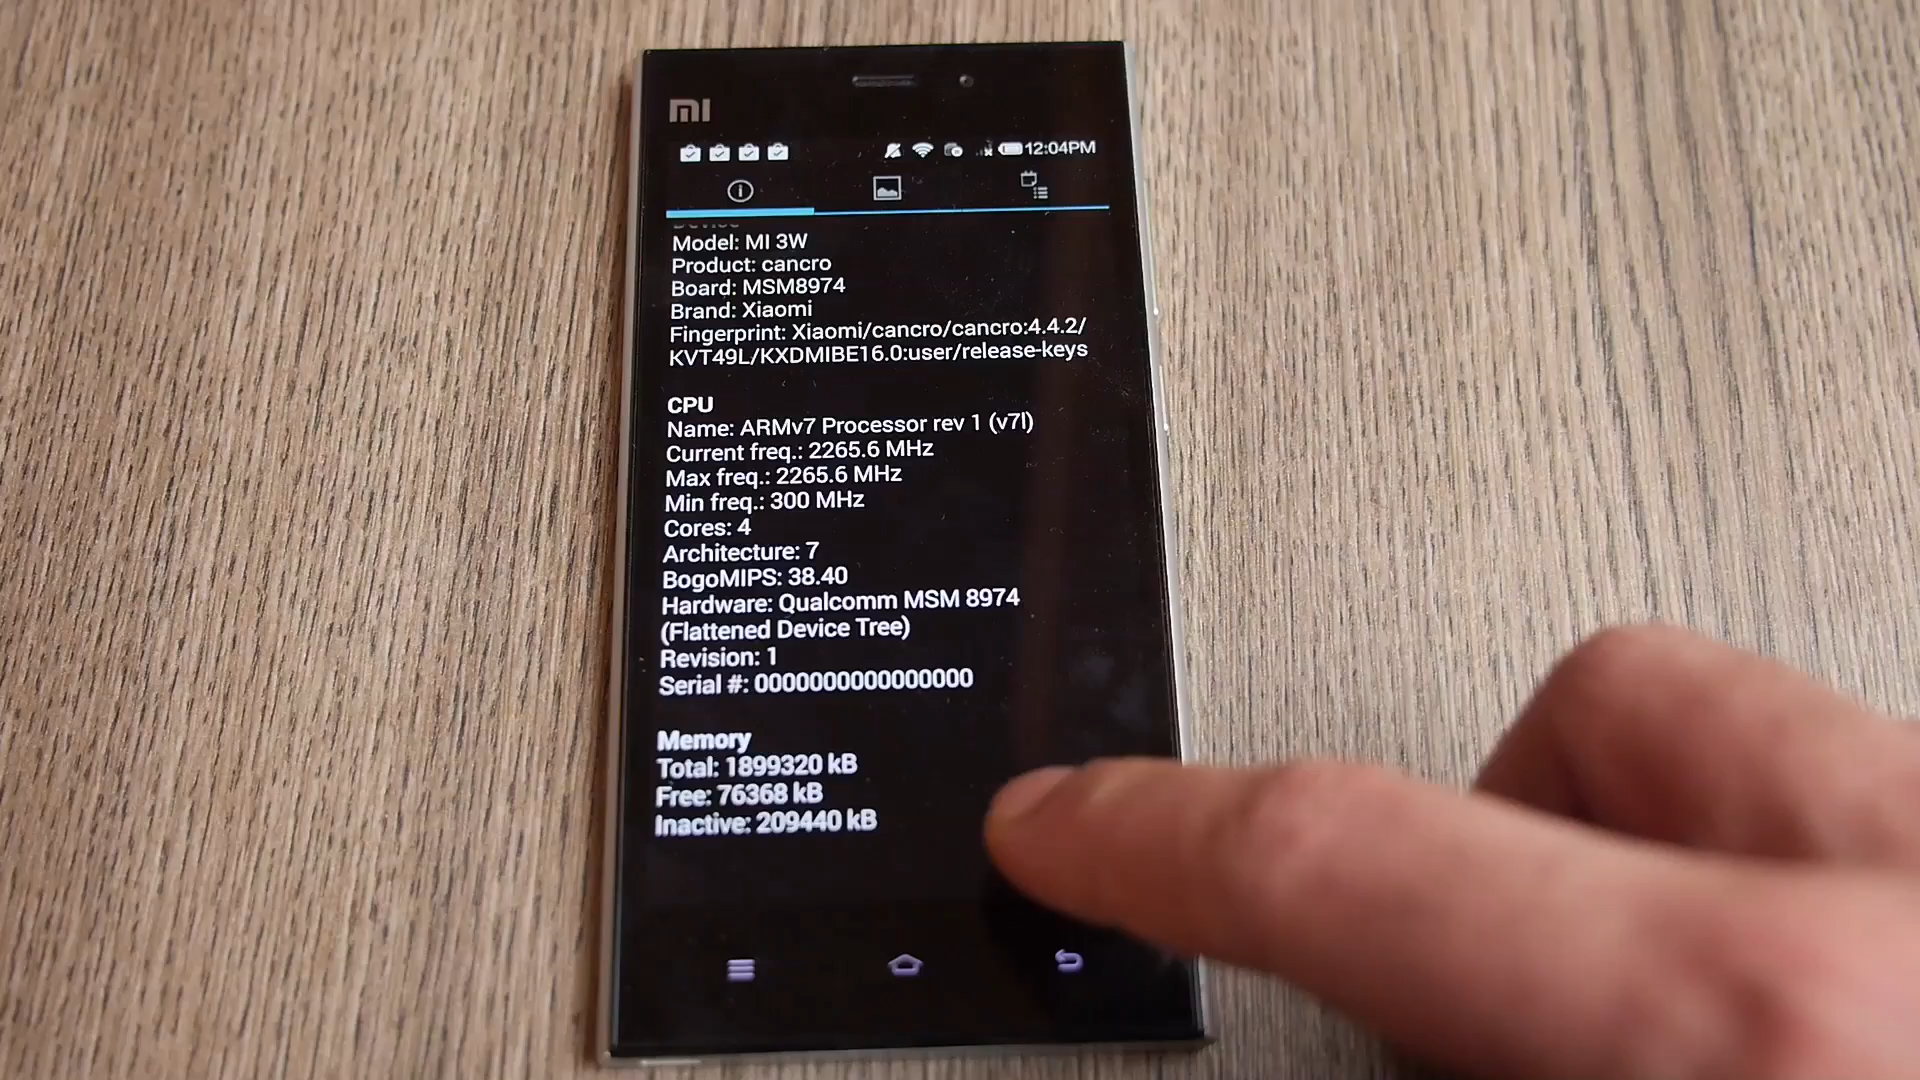 MI
12:04PM
Device
Model: MI 3W
Product: cancro
Board: MSM8974
Brand: Xiaomi
Fingerprint: Xiaomi/cancro/cancro:4.4.2/
KVT49L/KXDMIBE16.0:user/release-keys
CPU
Name: ARMv7 Processor rev 1 (v7l)
Current freq.: 2265.6 MHz
Max freq.: 2265.6 MHz
Min freq.: 300 MHz
Cores: 4
Architecture: 7
BogoMIPS: 38.40
Hardware: Qualcomm MSM 8974
(Flattened Device Tree)
Revision: 1
Serial #: 0000000000000000
Memory
Total: 1899320 kB
Free: 76368 kB
Inactive: 209440 kB